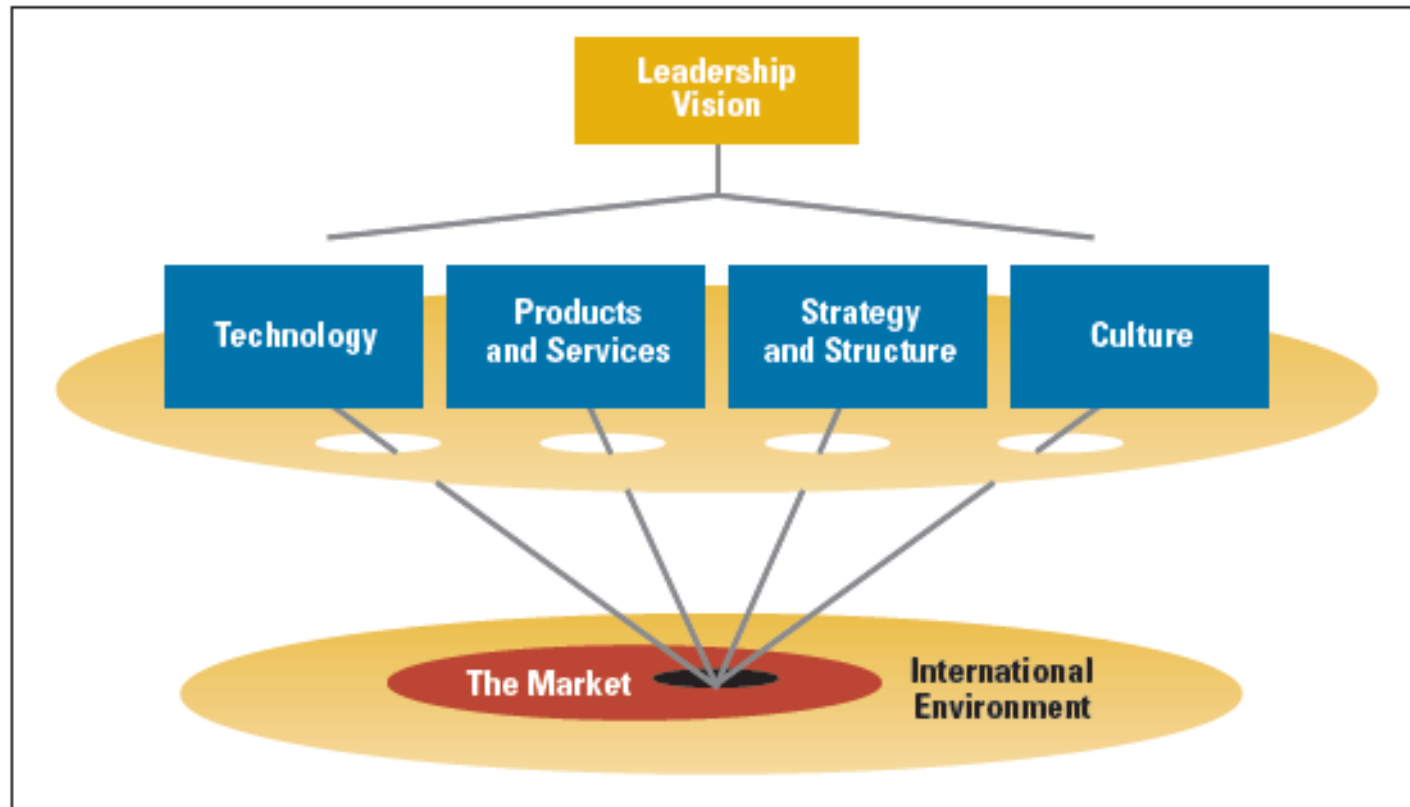 Leadership
Vision
Technology
Products
and Services
Strategy
and Structure
Culture
The Market
International
Environment